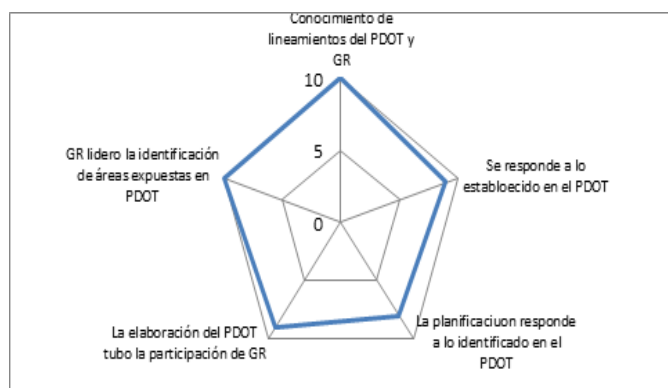 Conocimiento de
lineamientos del PDOT y
GR
10
5
0
Se responde a lo
establoecido en el PDOT
La planificaciuon responde
a lo identificado en el
PDOT
La elaboración del PDOT
tubo la participación de GR
GR lidero la identificación
de áreas expuestas en
PDOT